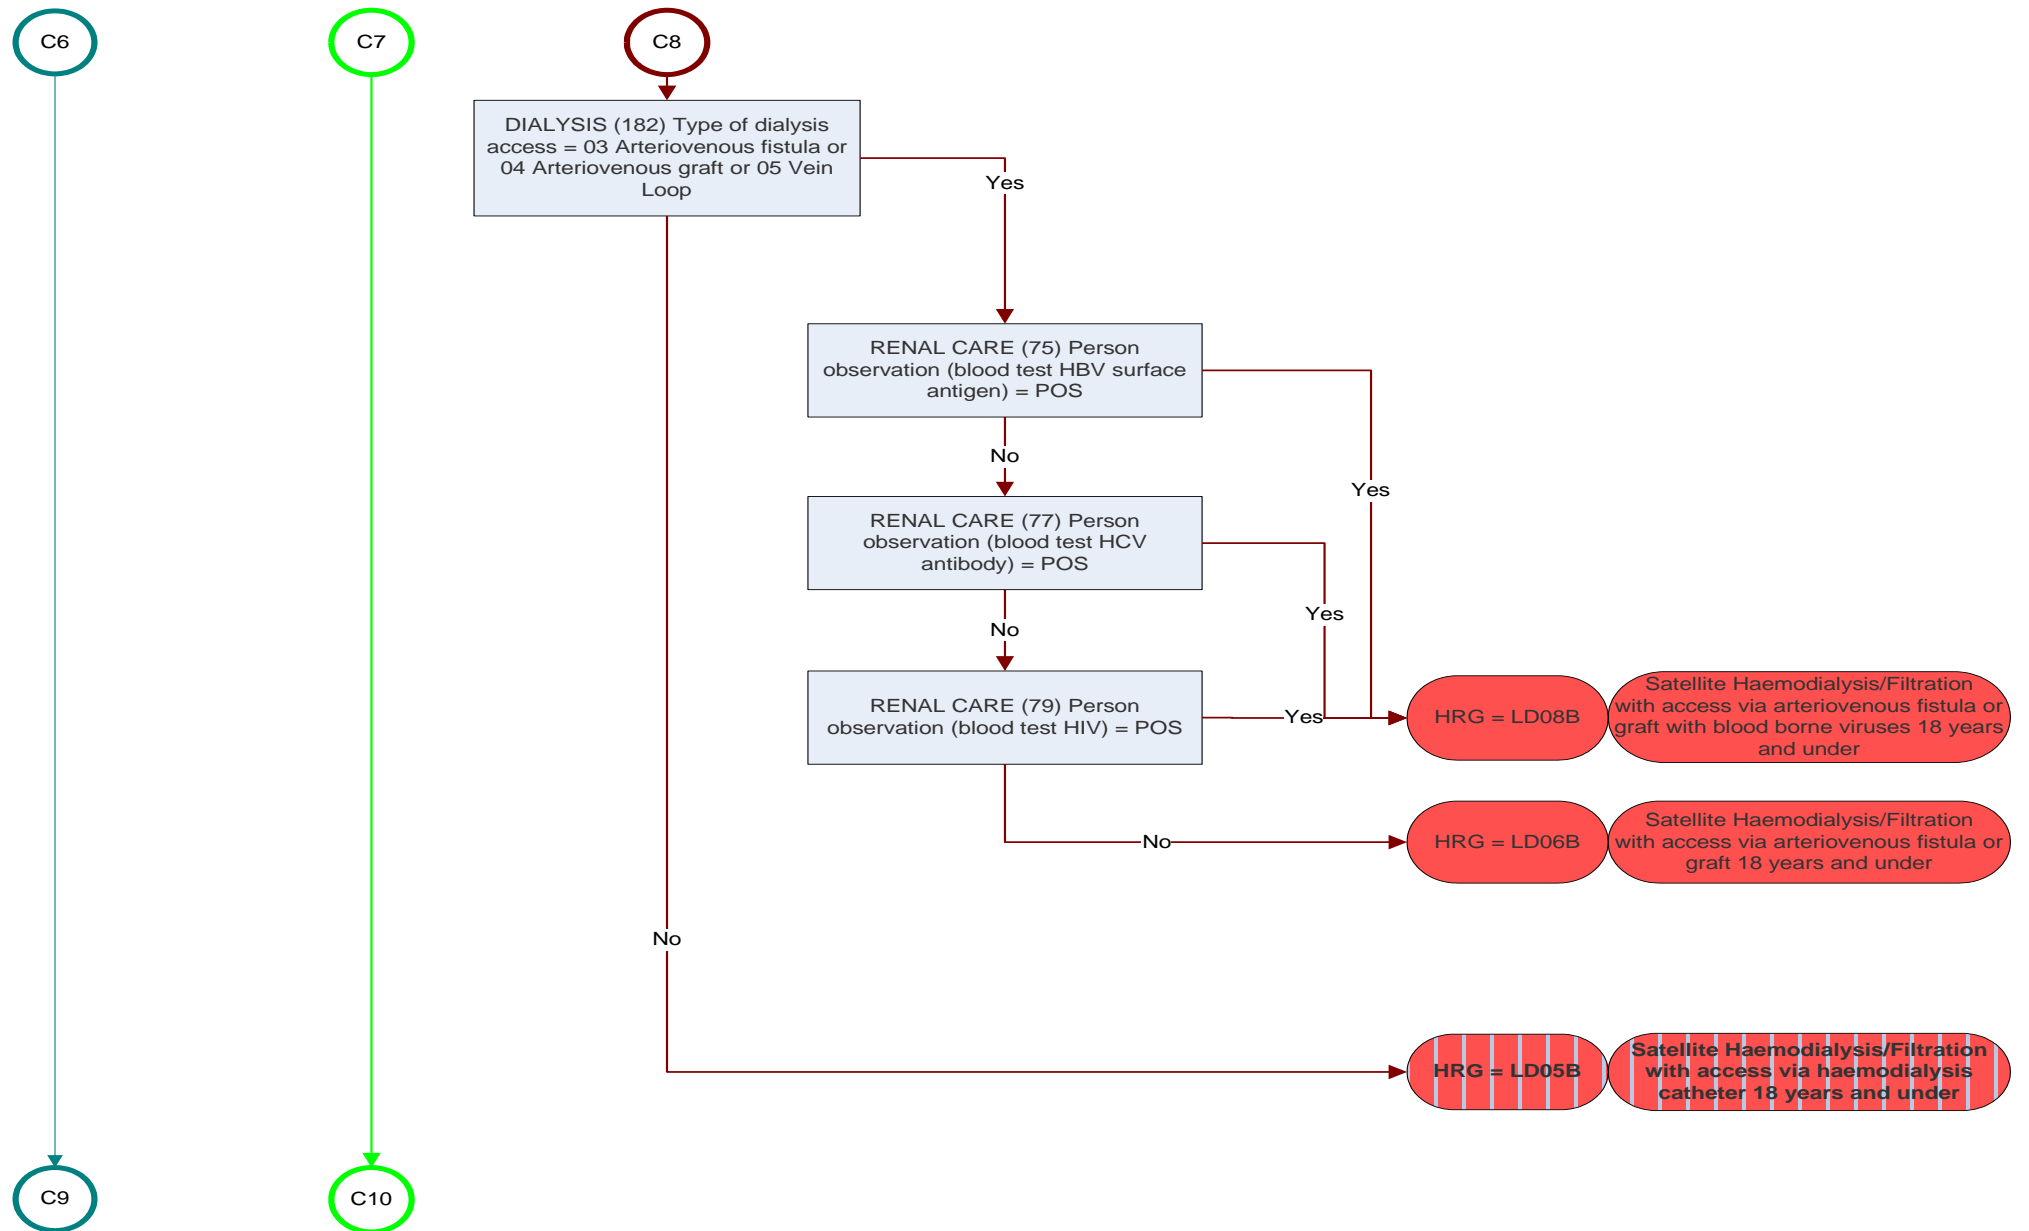 C6
C7
C8
DIALYSIS (182) Type of dialysis
access = 03 Arteriovenous fistula or
04 Arteriovenous graft or 05 Vein
Loop
Yes
RENAL CARE (75) Person
observation (blood test HBV surface
antigen) = POS
No
Yes
RENAL CARE (77) Person
observation (blood test HCV
antibody) = POS
Yes
No
RENAL CARE (79) Person
observation (blood test HIV) = POS
Yes
HRG = LD08B
Satellite Haemodialysis/Filtration
with access via arteriovenous fistula or
graft with blood borne viruses 18 years
and under
No
HRG = LD06B
Satellite Haemodialysis/Filtration
with access via arteriovenous fistula or
graft 18 years and under
No
HRG = LD05B
Satellite Haemodialysis/Filtration
with access via haemodialysis
catheter 18 years and under
C9
C10